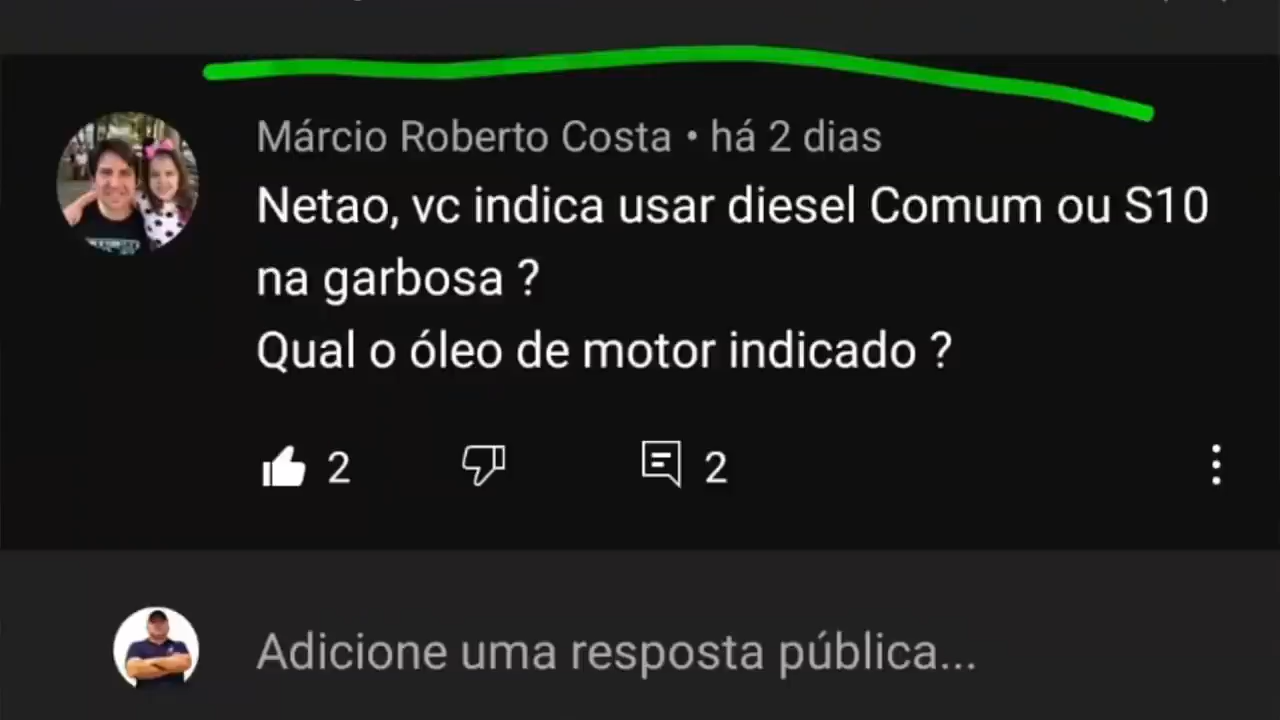 Márcio Roberto Costa • há 2 dias
Netao, vc indica usar diesel Comum ou S10
na garbosa ?
Qual o óleo de motor indicado ?
2 2
Adicione uma resposta pública...